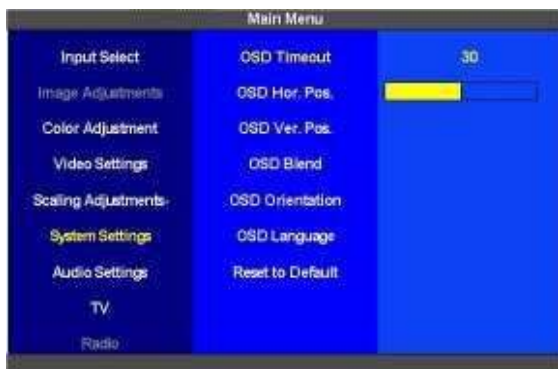 Main Menu
Input Select
Image Adjustments
Color Adjustment
Video Settings
Scaling Adjustments-
System Settings
Audio Settings
TV
Radio
OSD Timeout
OSD Hor. Pos.
OSD Ver. Pos.
OSD Blend
OSD Orientation
OSD Language
Reset to Default
30